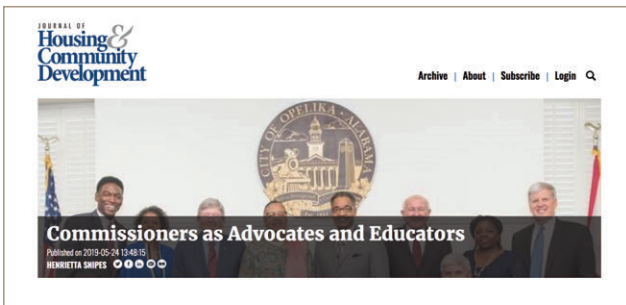 JOURNAL OF
Housing&
Community
Development
Archive | About | Subscribe | Login
CITY OF OPELIKA ALABAMA
Commissioners as Advocates and Educators
Published on 2019-05-24 13:48:15
HENRIETTA SNIPES